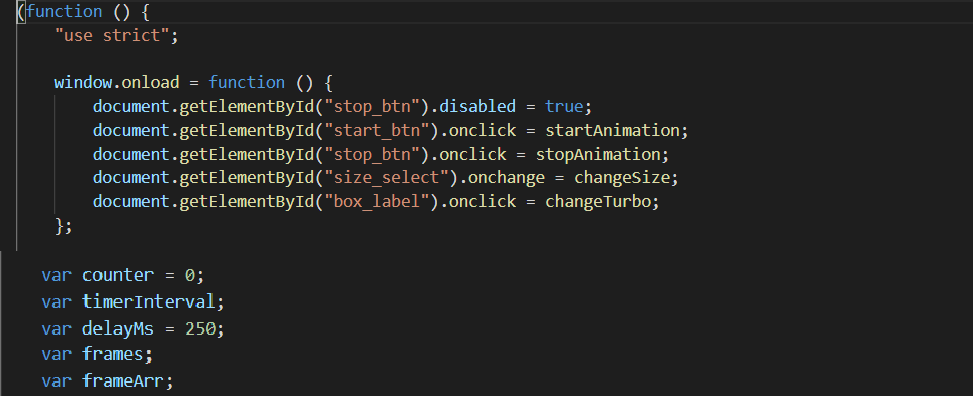 (function () {
"use strict";
window.onload = function () {
document.getElementById("stop_btn").disabled = true;
document.getElementById("start_btn").onclick = startAnimation;
document.getElementById("stop_btn").onclick = stopAnimation;
document.getElementById("size_select").onchange = changeSize;
document.getElementById("box_label").onclick = changeTurbo;
};
var counter = 0;
var timerInterval;
var delayMs = 250;
var frames;
var frameArr;